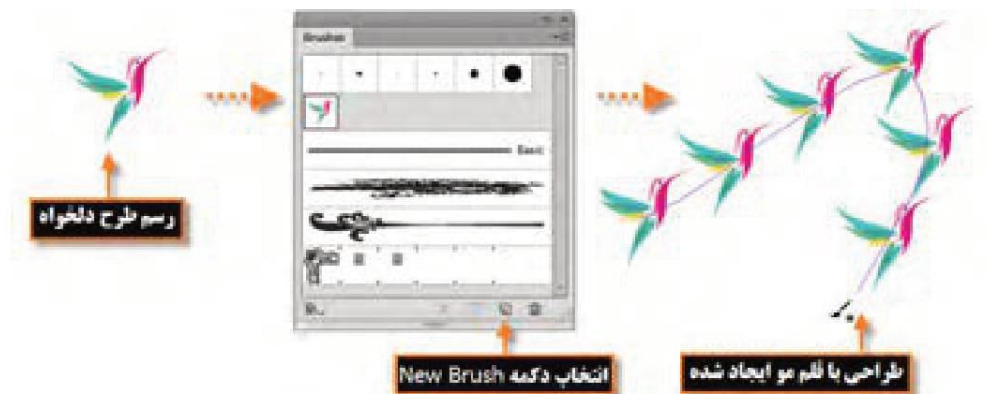 Brushes
Basic
رسم طرح دلخواه
انتخاب دکمه New Brush
طراحی با قلم مو ایجاد شده